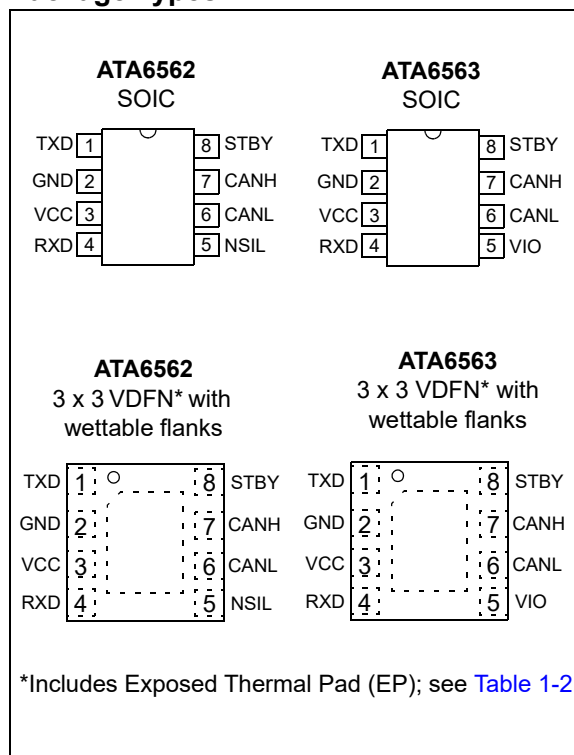 ATA6562
SOIC
TXD 1
8 STBY
GND 2
7 CANH
VCC 3
6 CANL
RXD 4
5 NSIL
ATA6563
SOIC
TXD 1
8 STBY
GND 2
7 CANH
VCC 3
6 CANL
RXD 4
5 VIO
ATA6562
3 x 3 VDFN* with
wettable flanks
TXD 1
8 STBY
GND 2
7 CANH
VCC 3
6 CANL
RXD 4
5 NSIL
ATA6563
3 x 3 VDFN* with
wettable flanks
TXD 1
8 STBY
GND 2
7 CANH
VCC 3
6 CANL
RXD 4
5 VIO
*Includes Exposed Thermal Pad (EP); see Table 1-2